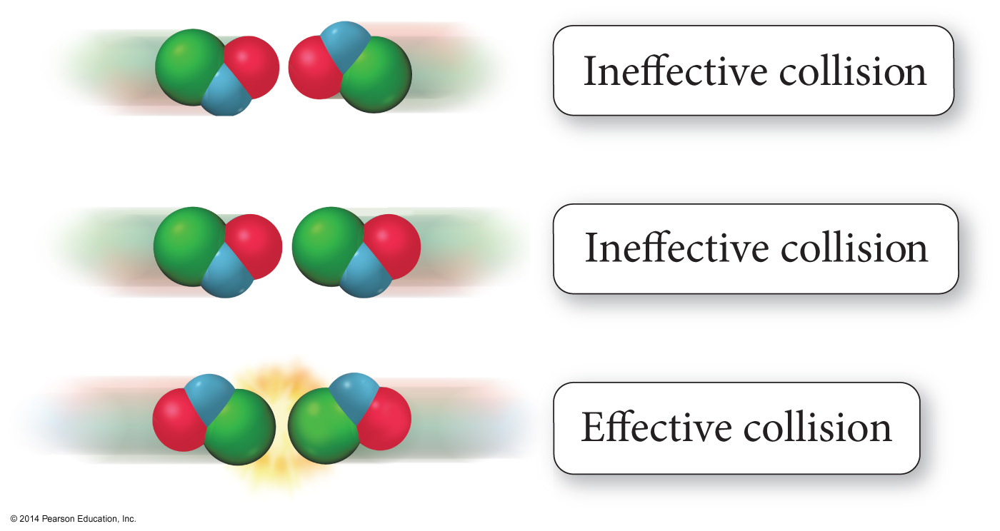 Ineffective collision
Ineffective collision
Effective collision
© 2014 Pearson Education, Inc.